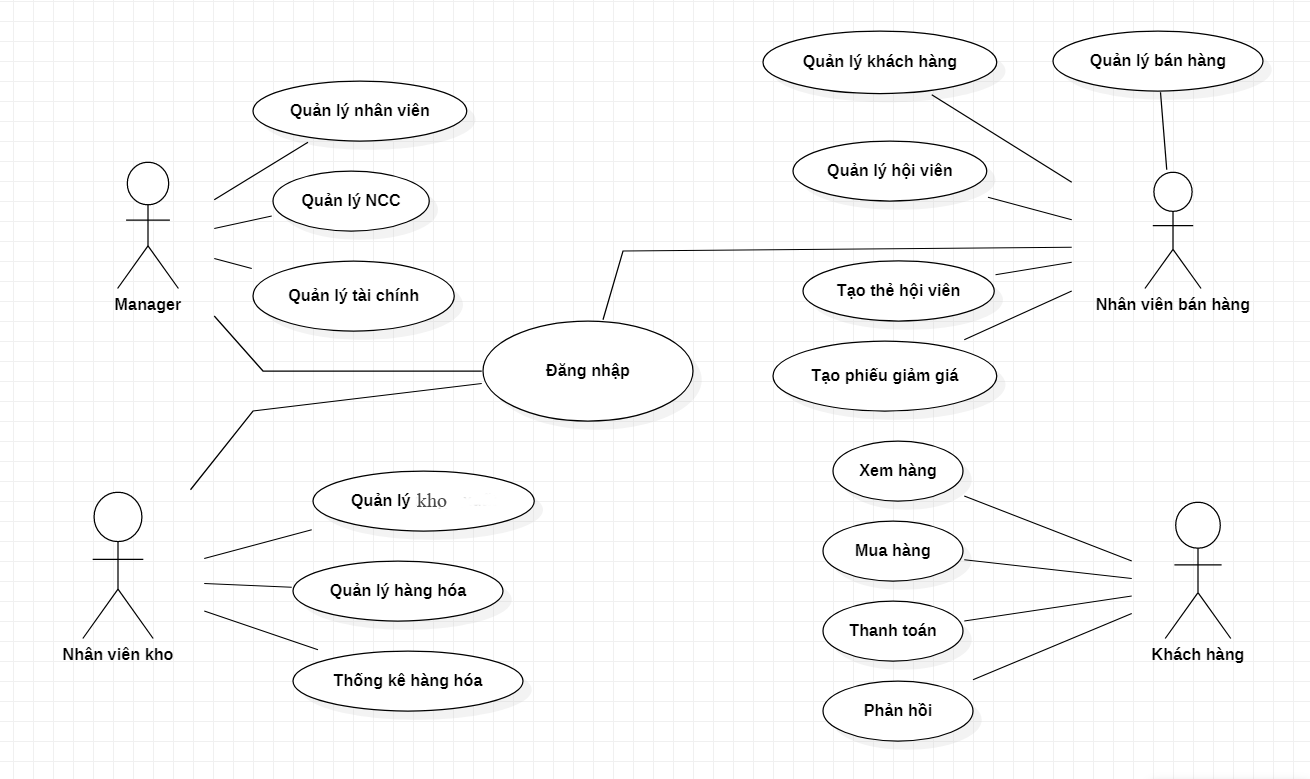 Quản lý khách hàng
Quản lý bán hàng
Quản lý nhân viên
Quản lý hội viên
Quản lý NCC
Tạo thẻ hội viên
Quản lý tài chính
Manager
Nhân viên bán hàng
Đăng nhập
Tạo phiếu giảm giá
Xem hàng
Quản lý kho
Mua hàng
Quản lý hàng hóa
Thanh toán
Nhân viên kho
Khách hàng
Thống kê hàng hóa
Phản hồi